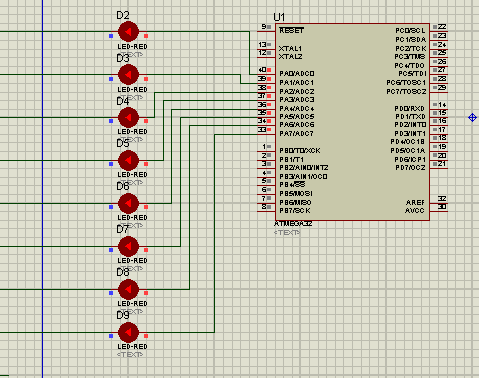 D2
LED-RED
<TEXT>
D3
LED-RED
<TEXT>
D4
LED-RED
<TEXT>
D5
LED-RED
<TEXT>
D6
LED-RED
<TEXT>
D7
LED-RED
<TEXT>
D8
LED-RED
<TEXT>
D9
LED-RED
<TEXT>
U1
9 RESET
13 XTAL1
12 XTAL2
40 PA0/ADC0
39 PA1/ADC1
38 PA2/ADC2
37 PA3/ADC3
36 PA4/ADC4
35 PA5/ADC5
34 PA6/ADC6
33 PA7/ADC7
1 PB0/T0/XCK
2 PB1/T1
3 PB2/AIN0/INT2
4 PB3/AIN1/OC0
5 PB4/SS
6 PB5/MOSI
7 PB6/MISO
8 PB7/SCK
PC0/SCL 22
PC1/SDA 23
PC2/TCK 24
PC3/TMS 25
PC4/TDO 26
PC5/TDI 27
PC6/TOSC1 28
PC7/TOSC2 29
PD0/RXD 14
PD1/TXD 15
PD2/INT0 16
PD3/INT1 17
PD4/OC1B 18
PD5/OC1A 19
PD6/ICP1 20
PD7/OC2 21
AREF 32
AVCC 30
ATMEGA32
<TEXT>